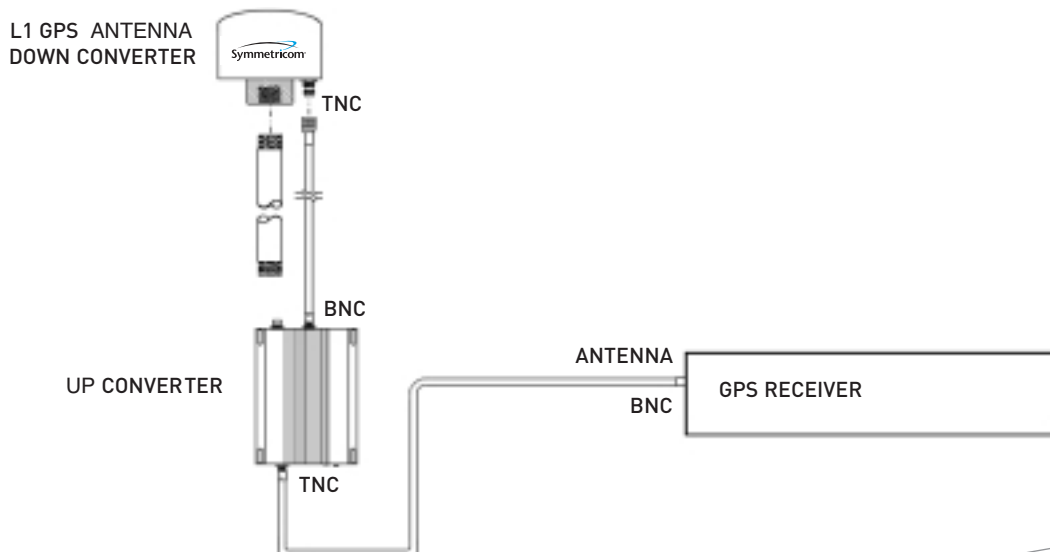 L1 GPS ANTENNA
DOWN CONVERTER
Symmetricom
TNC
BNC
UP CONVERTER
TNC
ANTENNA
BNC
GPS RECEIVER